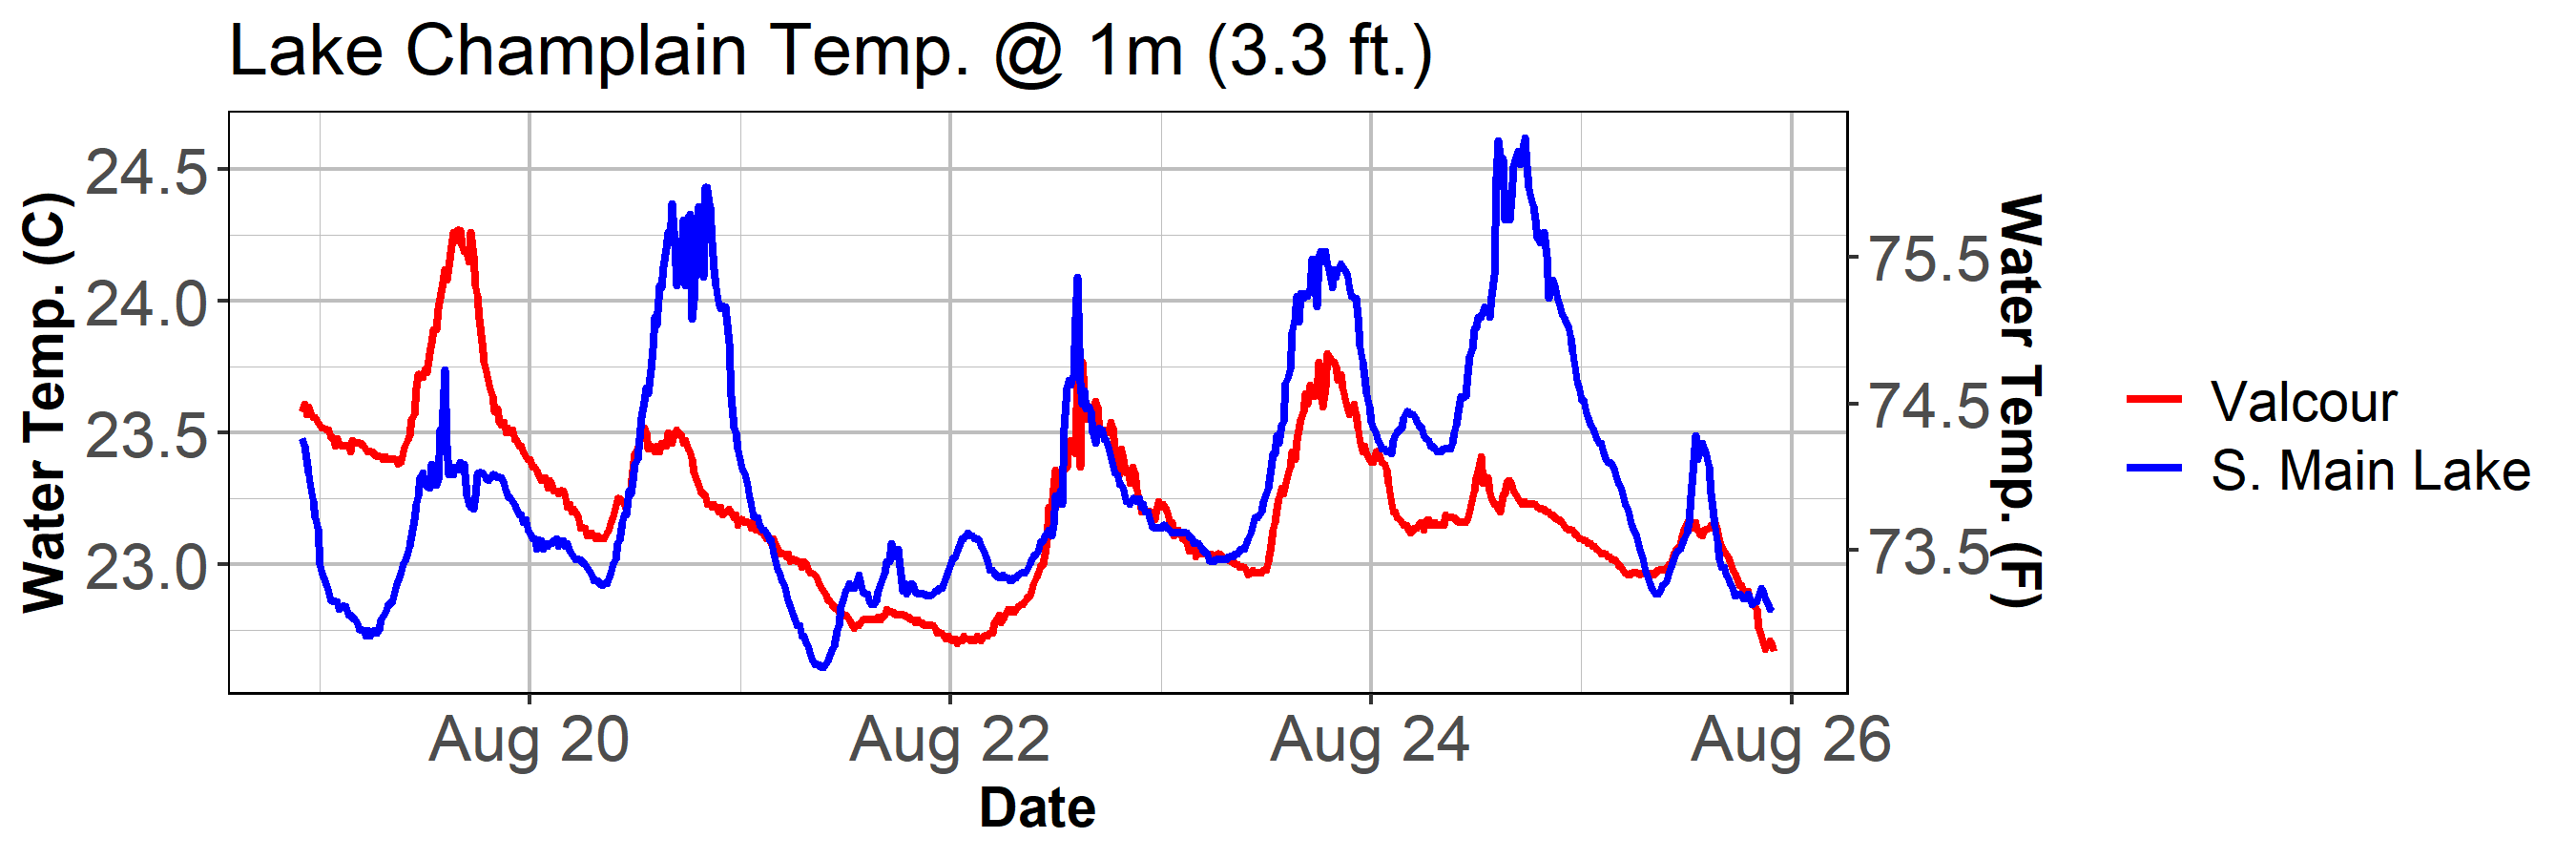 Lake Champlain Temp. @ 1m (3.3 ft.)
Water Temp. (C)
24.5
24.0
23.5
23.0
75.5
74.5
73.5
Water Temp. (F)
Aug 20
Aug 22
Aug 24
Aug 26
Date
Valcour
S. Main Lake